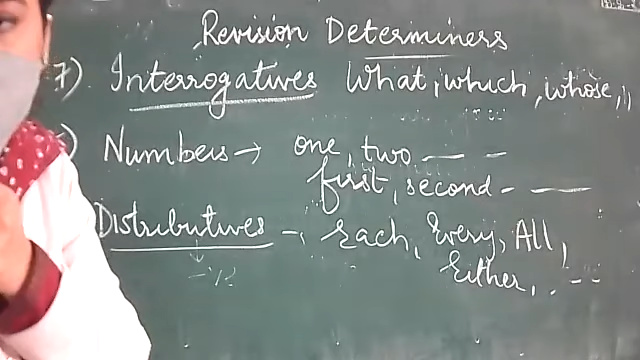 Revision Determiners
7) Interrogatives What, which, whose,
) Numbers → one, two — — –
first, second - —
Distributives -, Each, Every, All,
Either, . - -